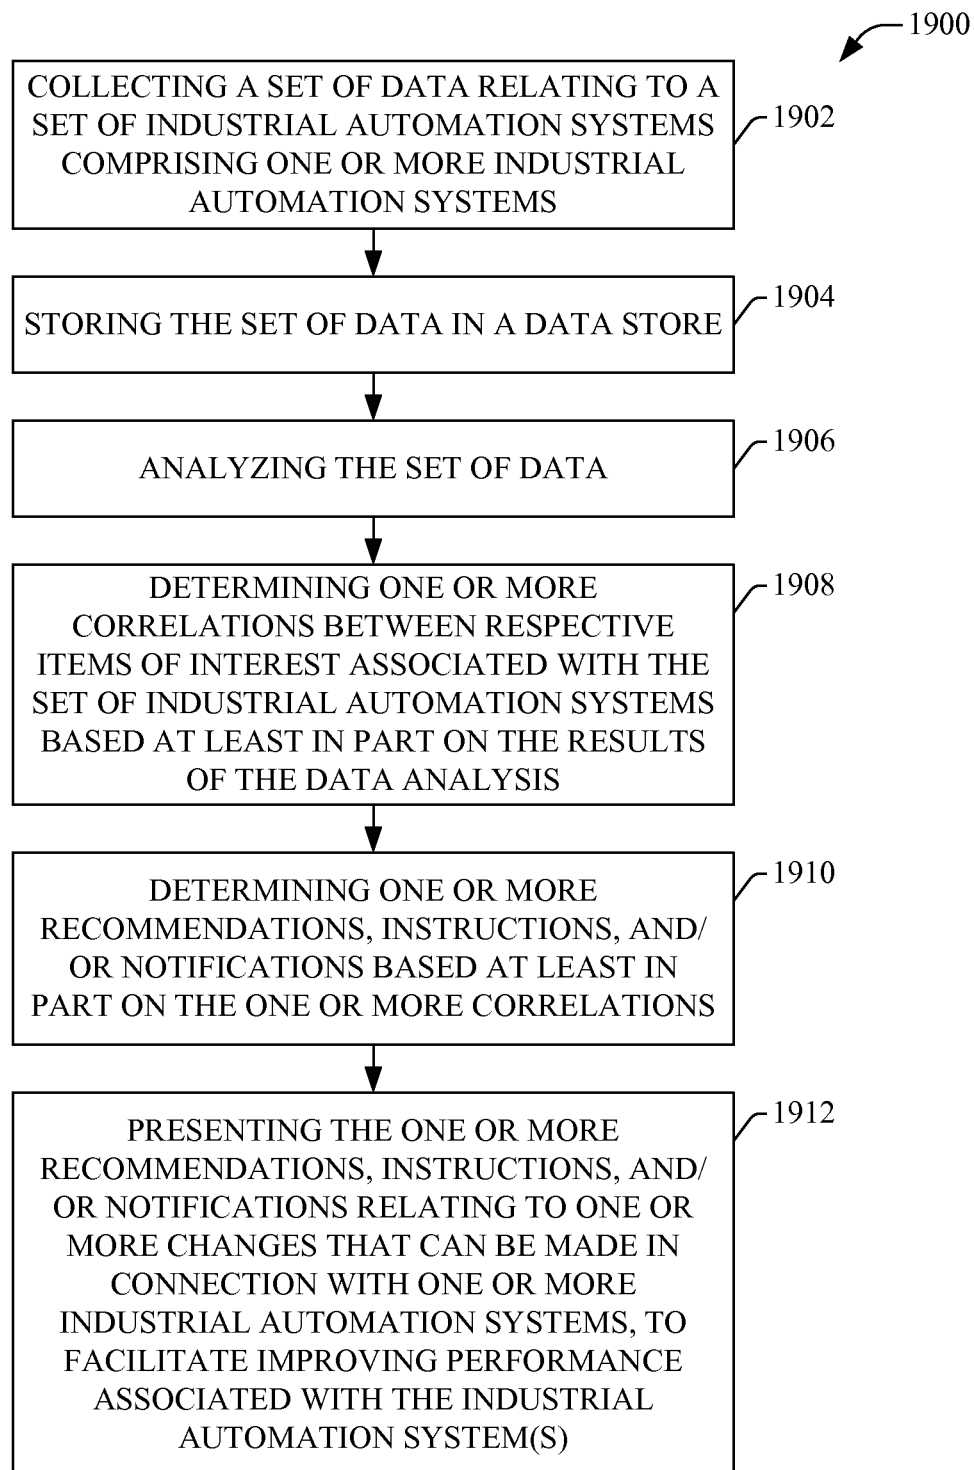 1900
COLLECTING A SET OF DATA RELATING TO A
SET OF INDUSTRIAL AUTOMATION SYSTEMS
COMPRISING ONE OR MORE INDUSTRIAL
AUTOMATION SYSTEMS
1902
STORING THE SET OF DATA IN A DATA STORE
1904
ANALYZING THE SET OF DATA
1906
DETERMINING ONE OR MORE
CORRELATIONS BETWEEN RESPECTIVE
ITEMS OF INTEREST ASSOCIATED WITH THE
SET OF INDUSTRIAL AUTOMATION SYSTEMS
BASED AT LEAST IN PART ON THE RESULTS
OF THE DATA ANALYSIS
1908
DETERMINING ONE OR MORE
RECOMMENDATIONS, INSTRUCTIONS, AND/
OR NOTIFICATIONS BASED AT LEAST IN
PART ON THE ONE OR MORE CORRELATIONS
1910
PRESENTING THE ONE OR MORE
RECOMMENDATIONS, INSTRUCTIONS, AND/
OR NOTIFICATIONS RELATING TO ONE OR
MORE CHANGES THAT CAN BE MADE IN
CONNECTION WITH ONE OR MORE
INDUSTRIAL AUTOMATION SYSTEMS, TO
FACILITATE IMPROVING PERFORMANCE
ASSOCIATED WITH THE INDUSTRIAL
AUTOMATION SYSTEM(S)
1912